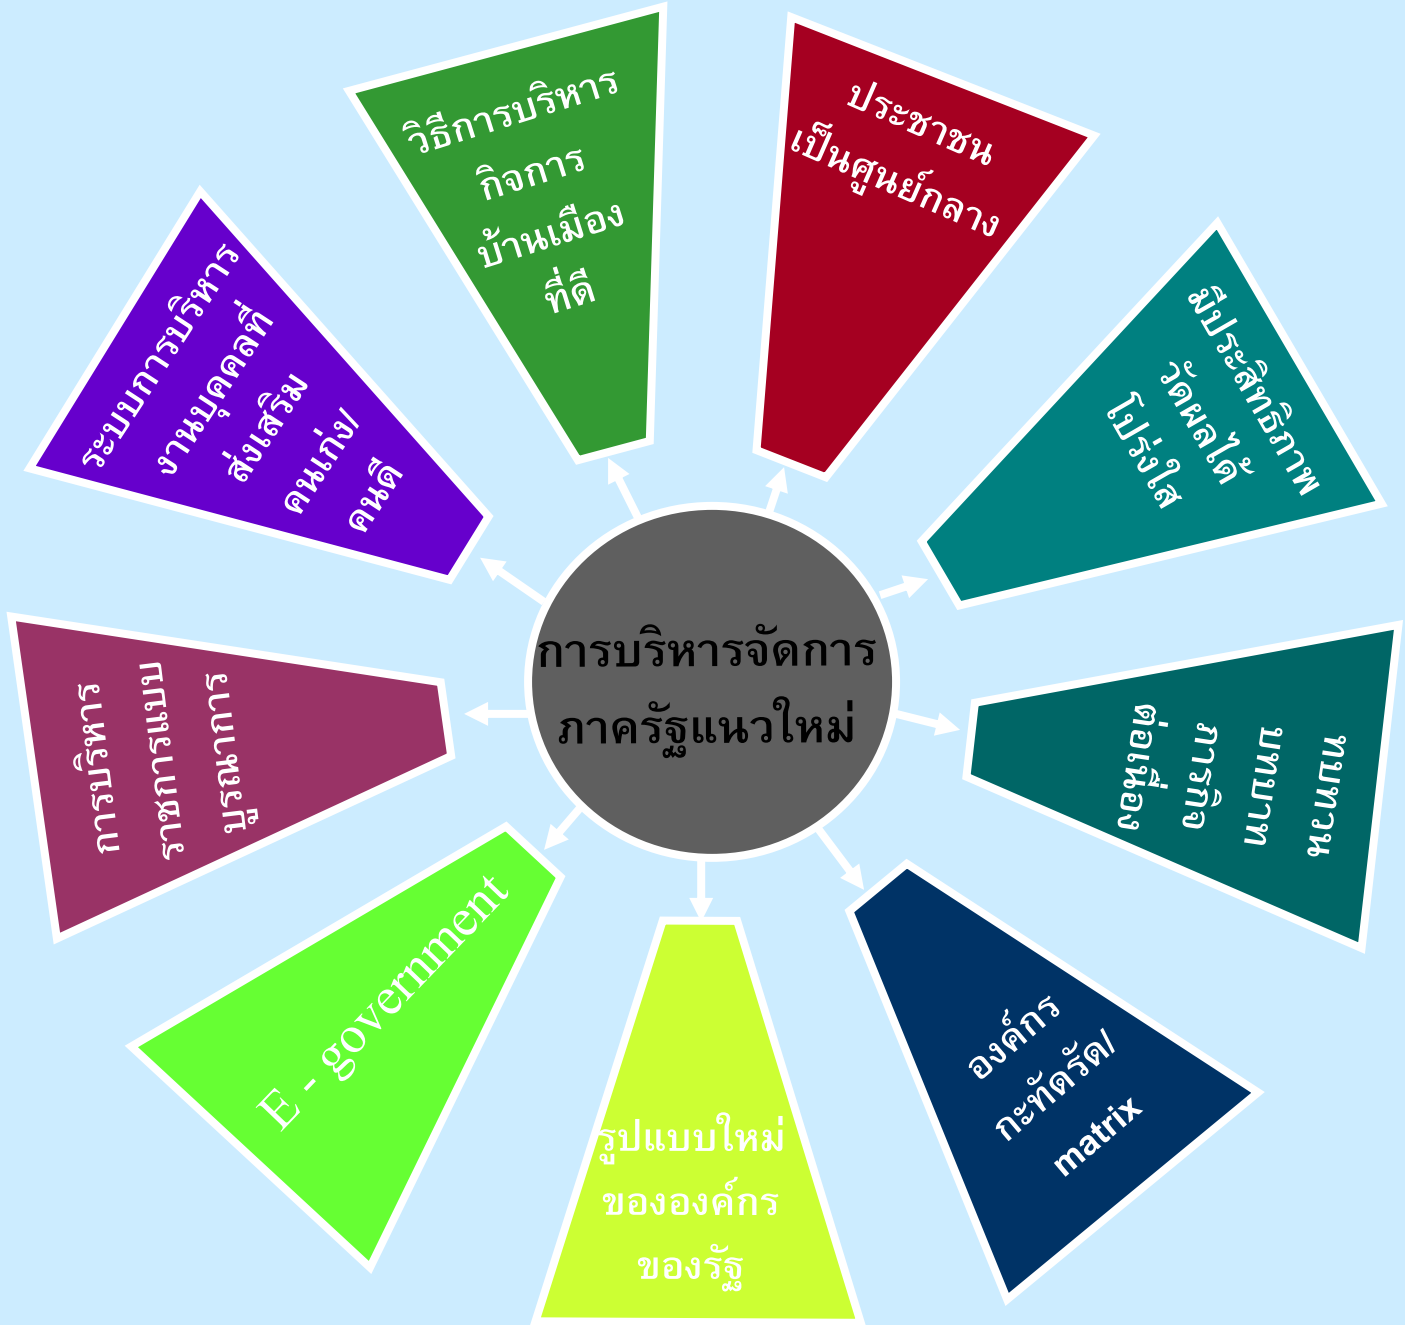 วิธีการบริหาร
กิจการ
บ้านเมือง
ที่ดี
ประชาชน
เป็นศูนย์กลาง
มีประสิทธิภาพ
วัดผลได้
โปร่งใส
ทบทวน
บทบาท
ภารกิจ
ต่อเนื่อง
องค์กร
กะทัดรัด/
matrix
รูปแบบใหม่
ขององค์กร
ของรัฐ
E - government
การบริหาร
ราชการแบบ
บูรณาการ
ระบบการบริหาร
งานบุคคลที่
ส่งเสริม
คนเก่ง/
คนดี
การบริหารจัดการ
ภาครัฐแนวใหม่